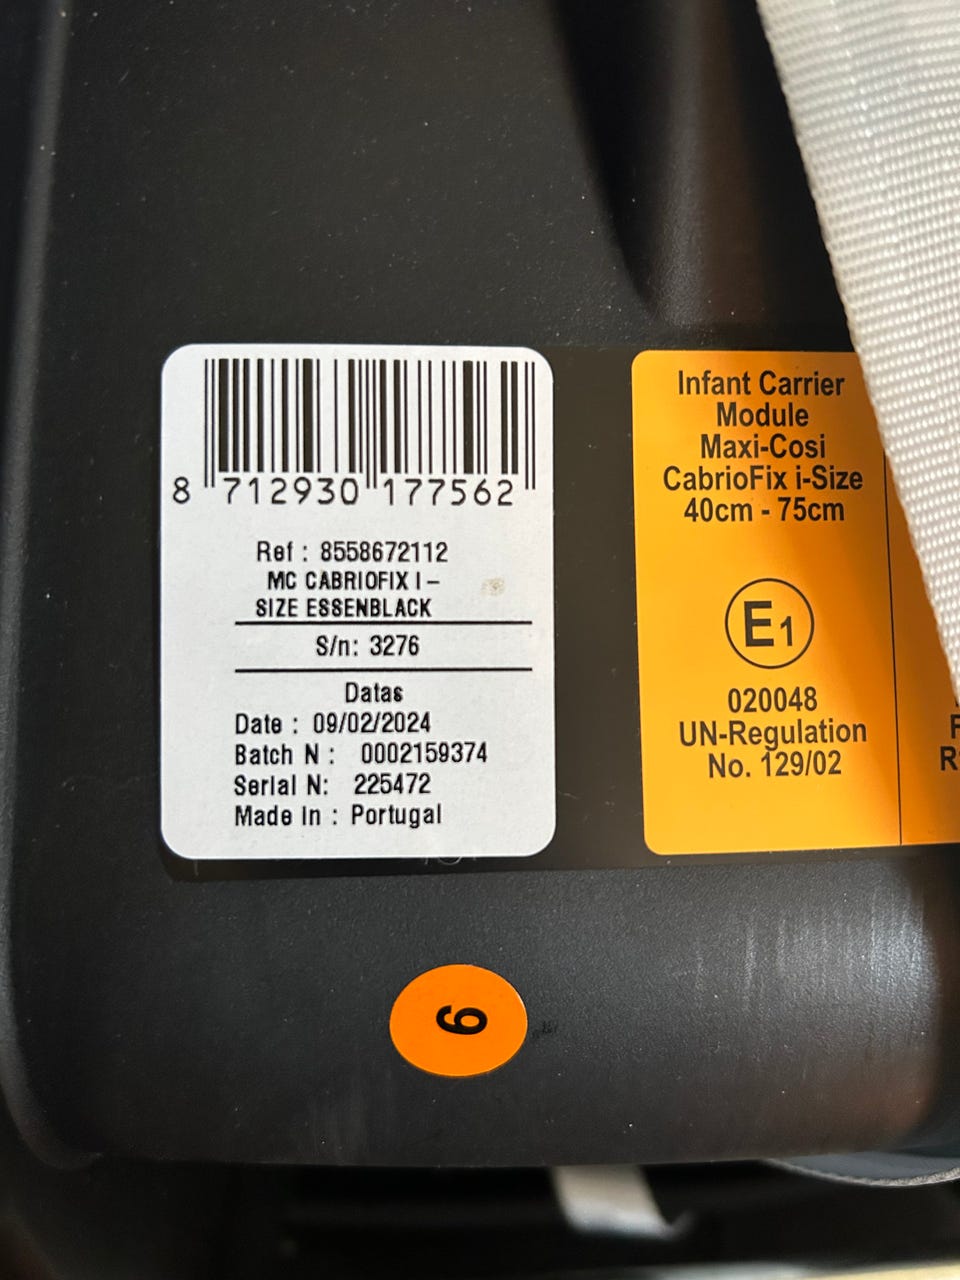 8 712930 177562
Ref : 8558672112
MC CABRIOFIX I -
SIZE ESSENBLACK
S/n: 3276
Datas
Date : 09/02/2024
Batch N : 0002159374
Serial N: 225472
Made In : Portugal
Infant Carrier
Module
Maxi-Cosi
CabrioFix i-Size
40cm - 75cm
E1
020048
UN-Regulation
No. 129/02